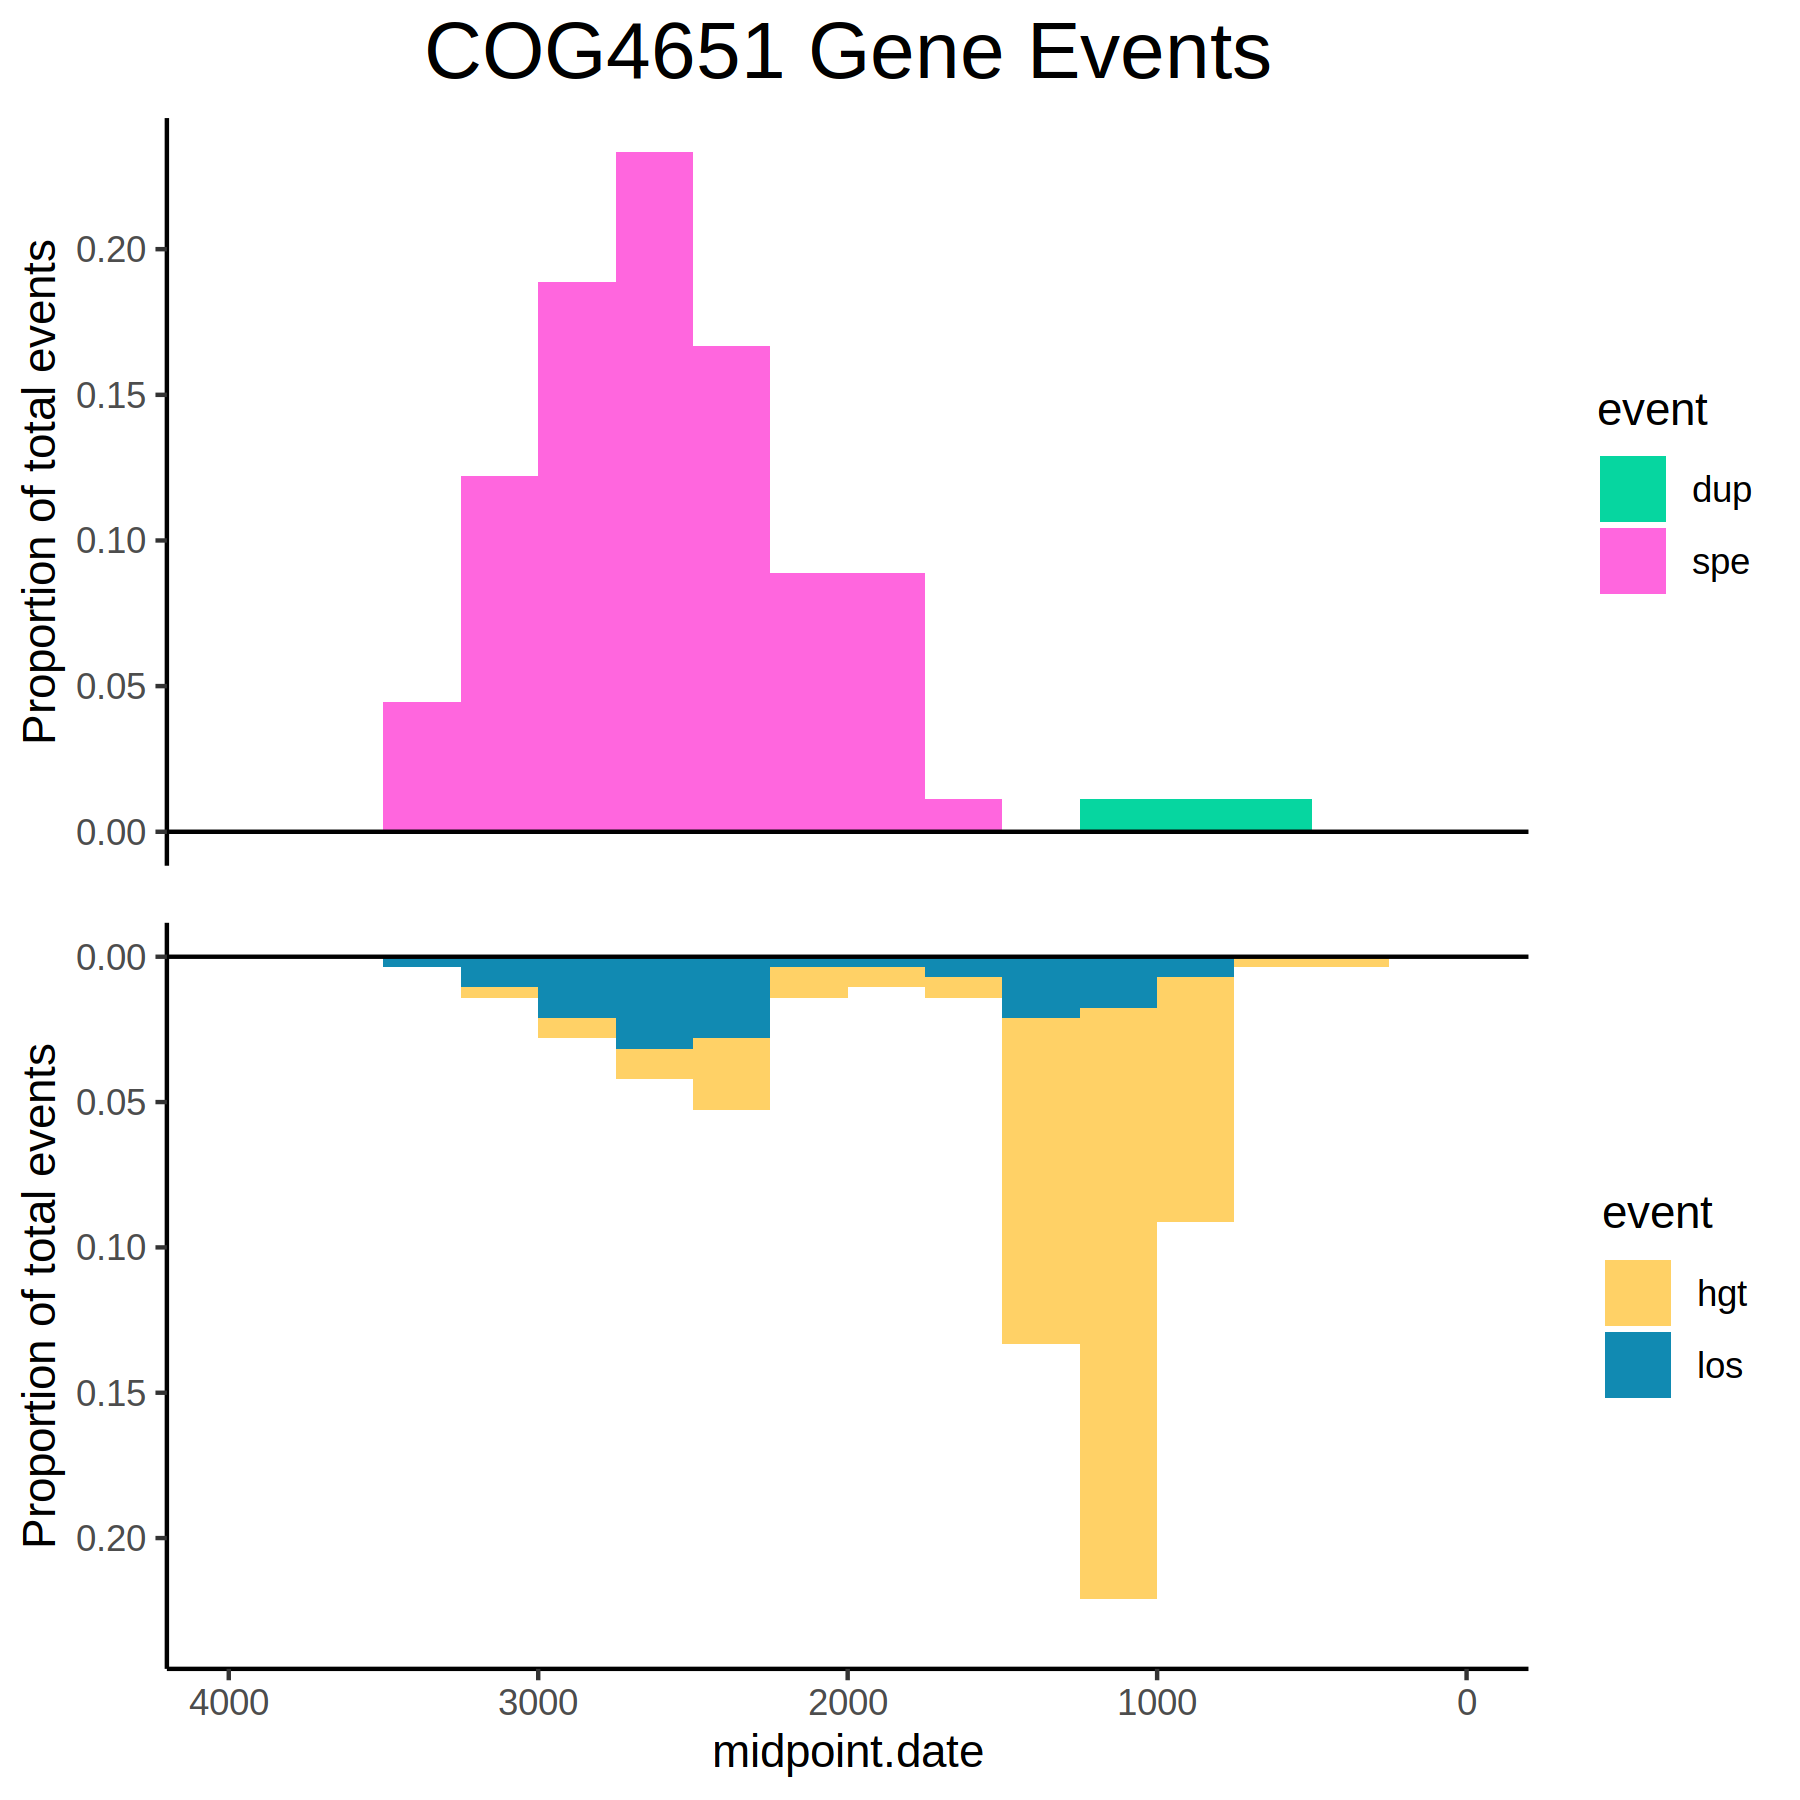 COG4651 Gene Events
Proportion of total events
0.20
0.15
0.10
0.05
0.00
event
dup
spe
Proportion of total events
0.00
0.05
0.10
0.15
0.20
event
hgt
los
4000 3000 2000 1000 0
midpoint.date